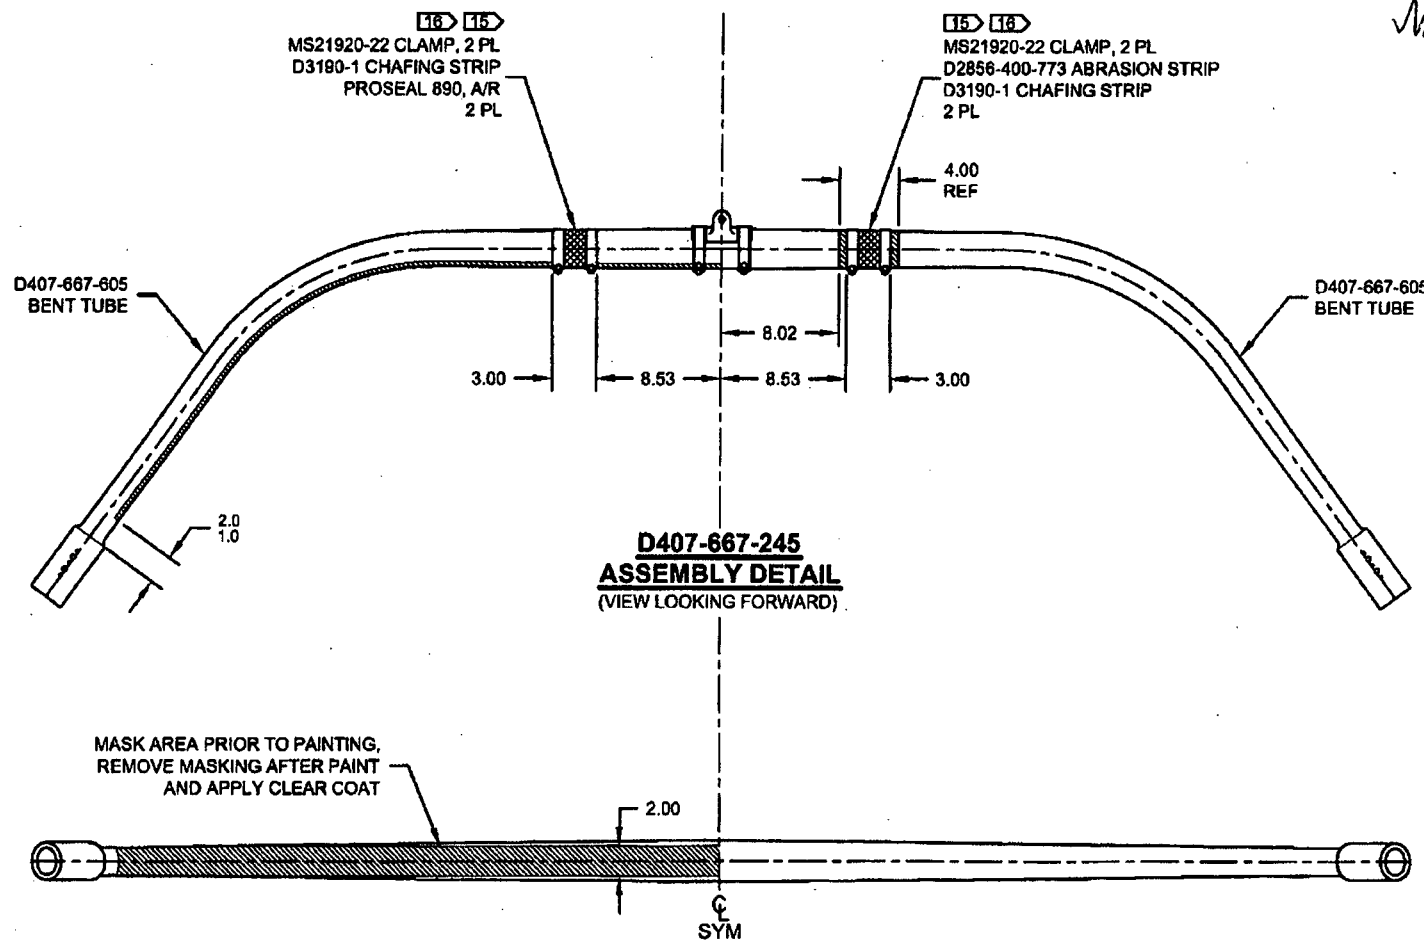 16 15
MS21920-22 CLAMP, 2 PL
D3190-1 CHAFING STRIP
PROSEAL 890, A/R
2 PL
15 16
MS21920-22 CLAMP, 2 PL
D2856-400-773 ABRASION STRIP
D3190-1 CHAFING STRIP
2 PL
4.00
REF
D407-667-605
BENT TUBE
D407-667-605
BENT TUBE
8.02
3.00
8.53
8.53
3.00
2.0
1.0
D407-667-245
ASSEMBLY DETAIL
(VIEW LOOKING FORWARD)
MASK AREA PRIOR TO PAINTING,
REMOVE MASKING AFTER PAINT
AND APPLY CLEAR COAT
2.00
SYM